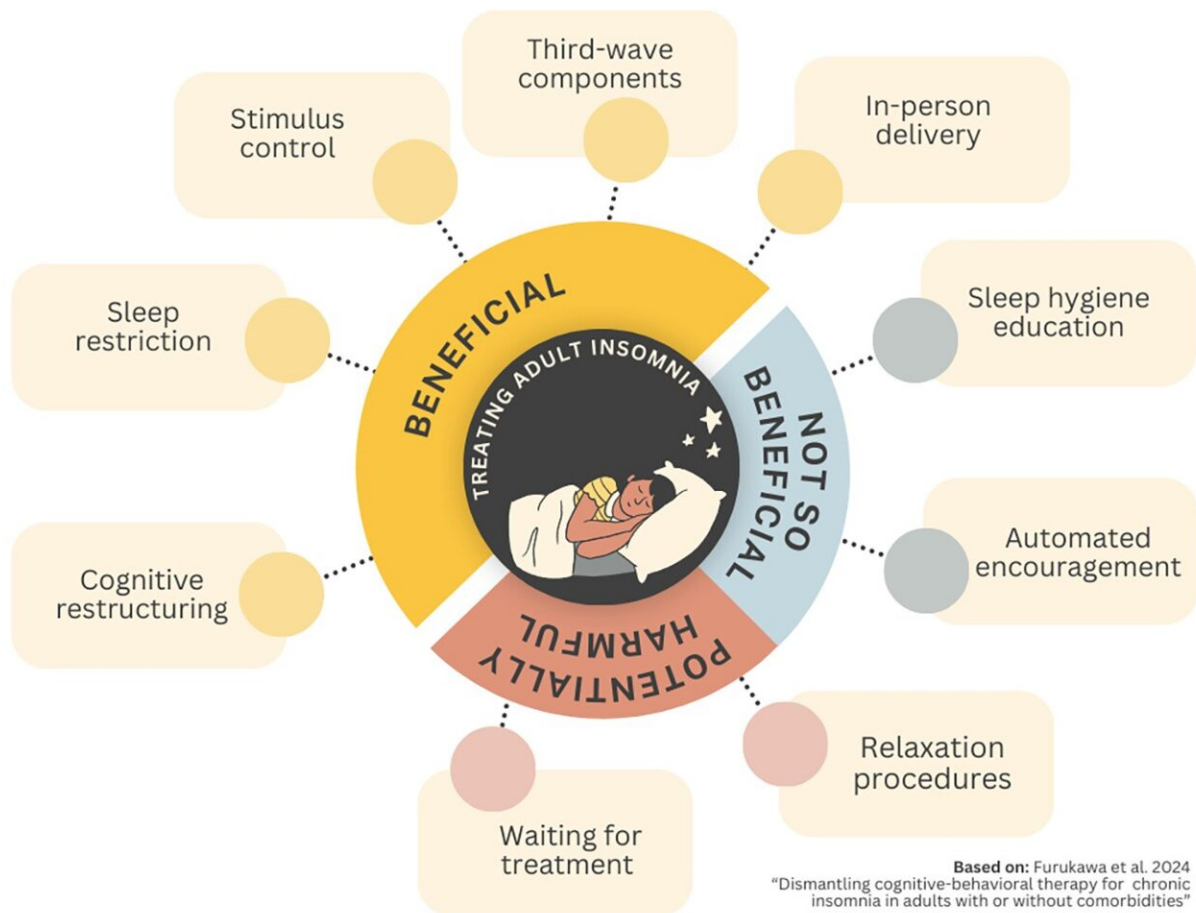 Third-wave
components
Stimulus
control
In-person
delivery
Sleep
restriction
Sleep hygiene
education
BENEFICIAL
TREATING ADULT INSOMNIA
NOT SO
BENEFICIAL
Cognitive
restructuring
Automated
encouragement
POTENTIALLY
HARMFUL
Relaxation
procedures
Waiting for
treatment
Based on: Furukawa et al. 2024
"Dismantling cognitive-behavioral therapy for chronic
insomnia in adults with or without comorbidities"